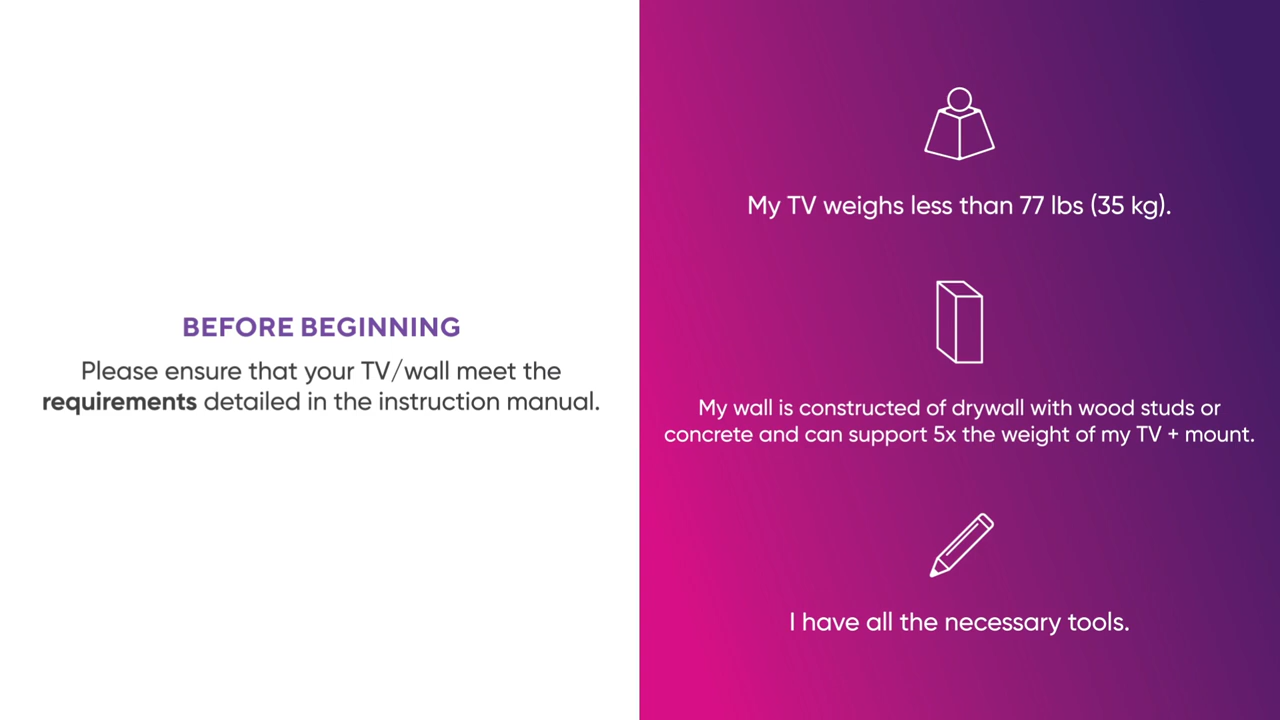 BEFORE BEGINNING
Please ensure that your TV/wall meet the
requirements detailed in the instruction manual.
My TV weighs less than 77 lbs (35 kg).
My wall is constructed of drywall with wood studs or
concrete and can support 5x the weight of my TV + mount.
I have all the necessary tools.